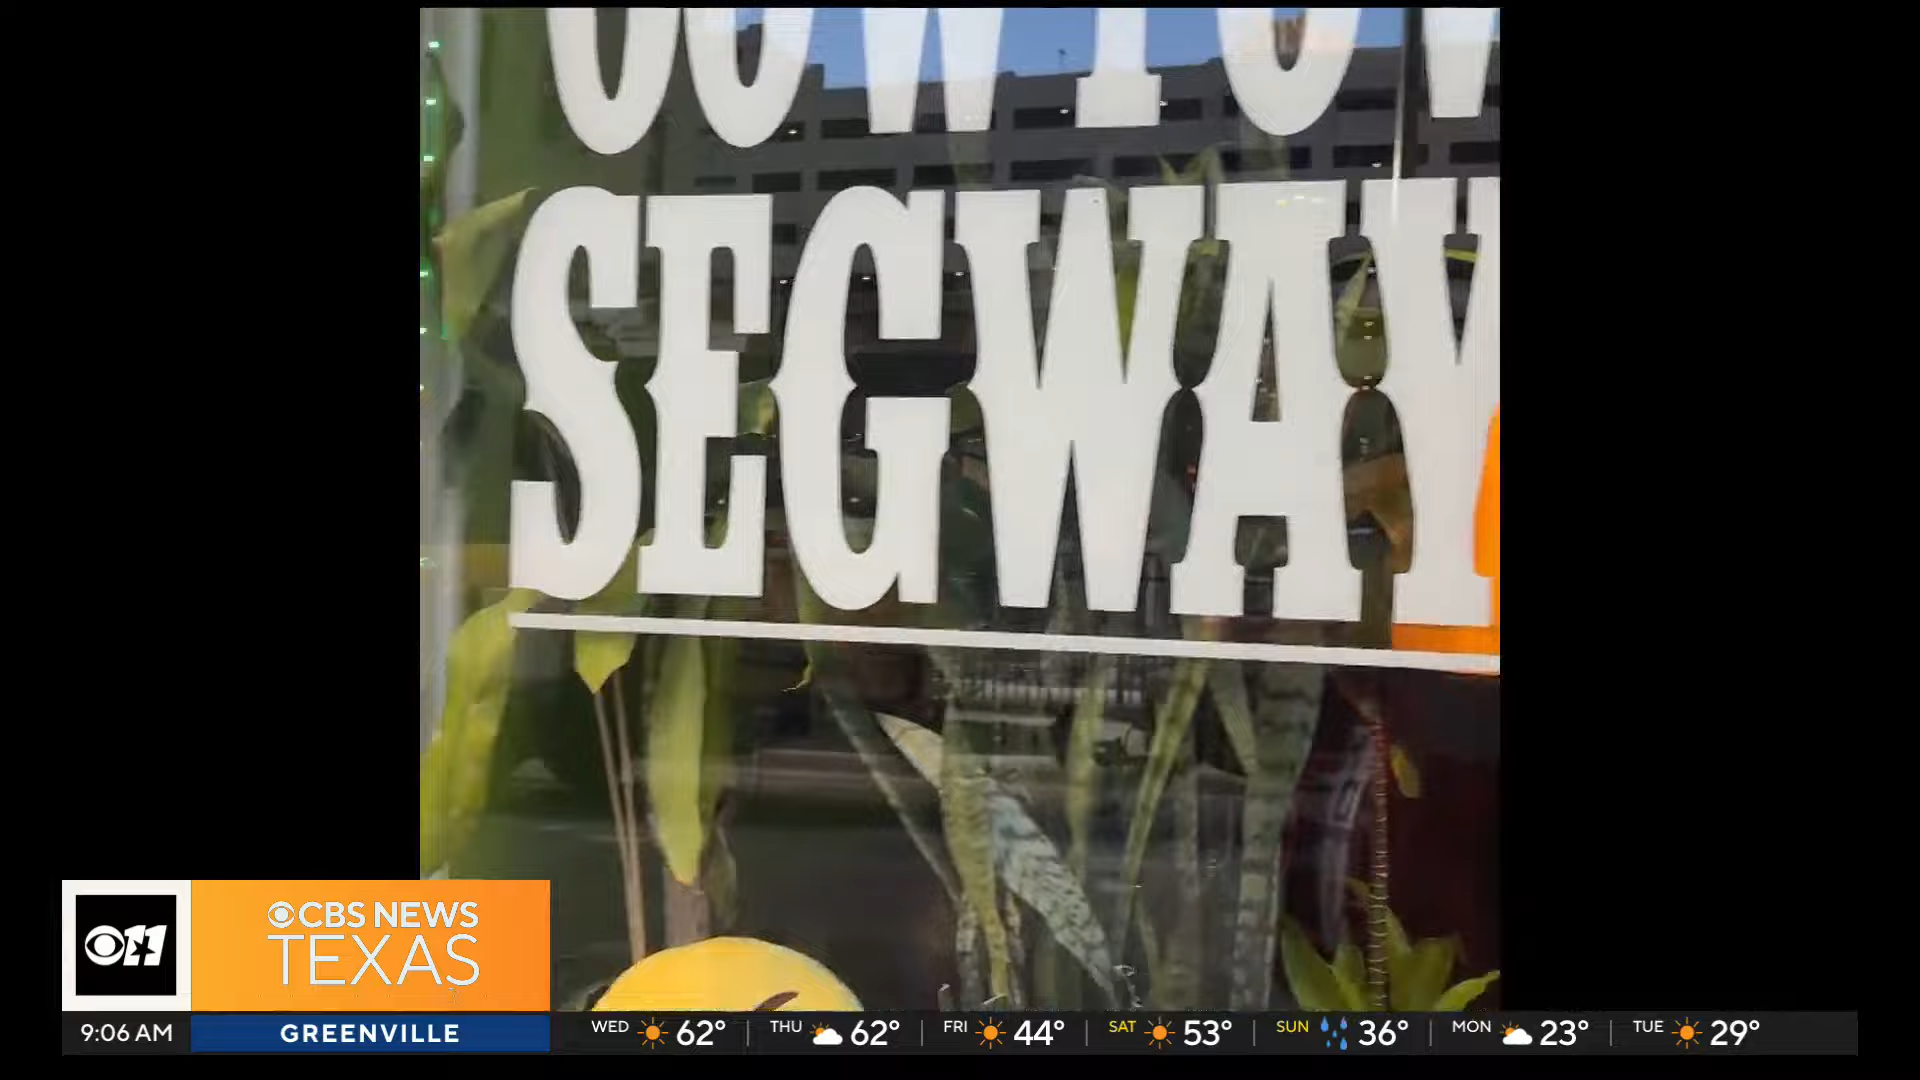 SEGWAY
CBS NEWS
TEXAS
11
9:06 AM
GREENVILLE
WED 62° | THU 62° | FRI 44° | SAT 53° | SUN 36° | MON 23° | TUE 29°